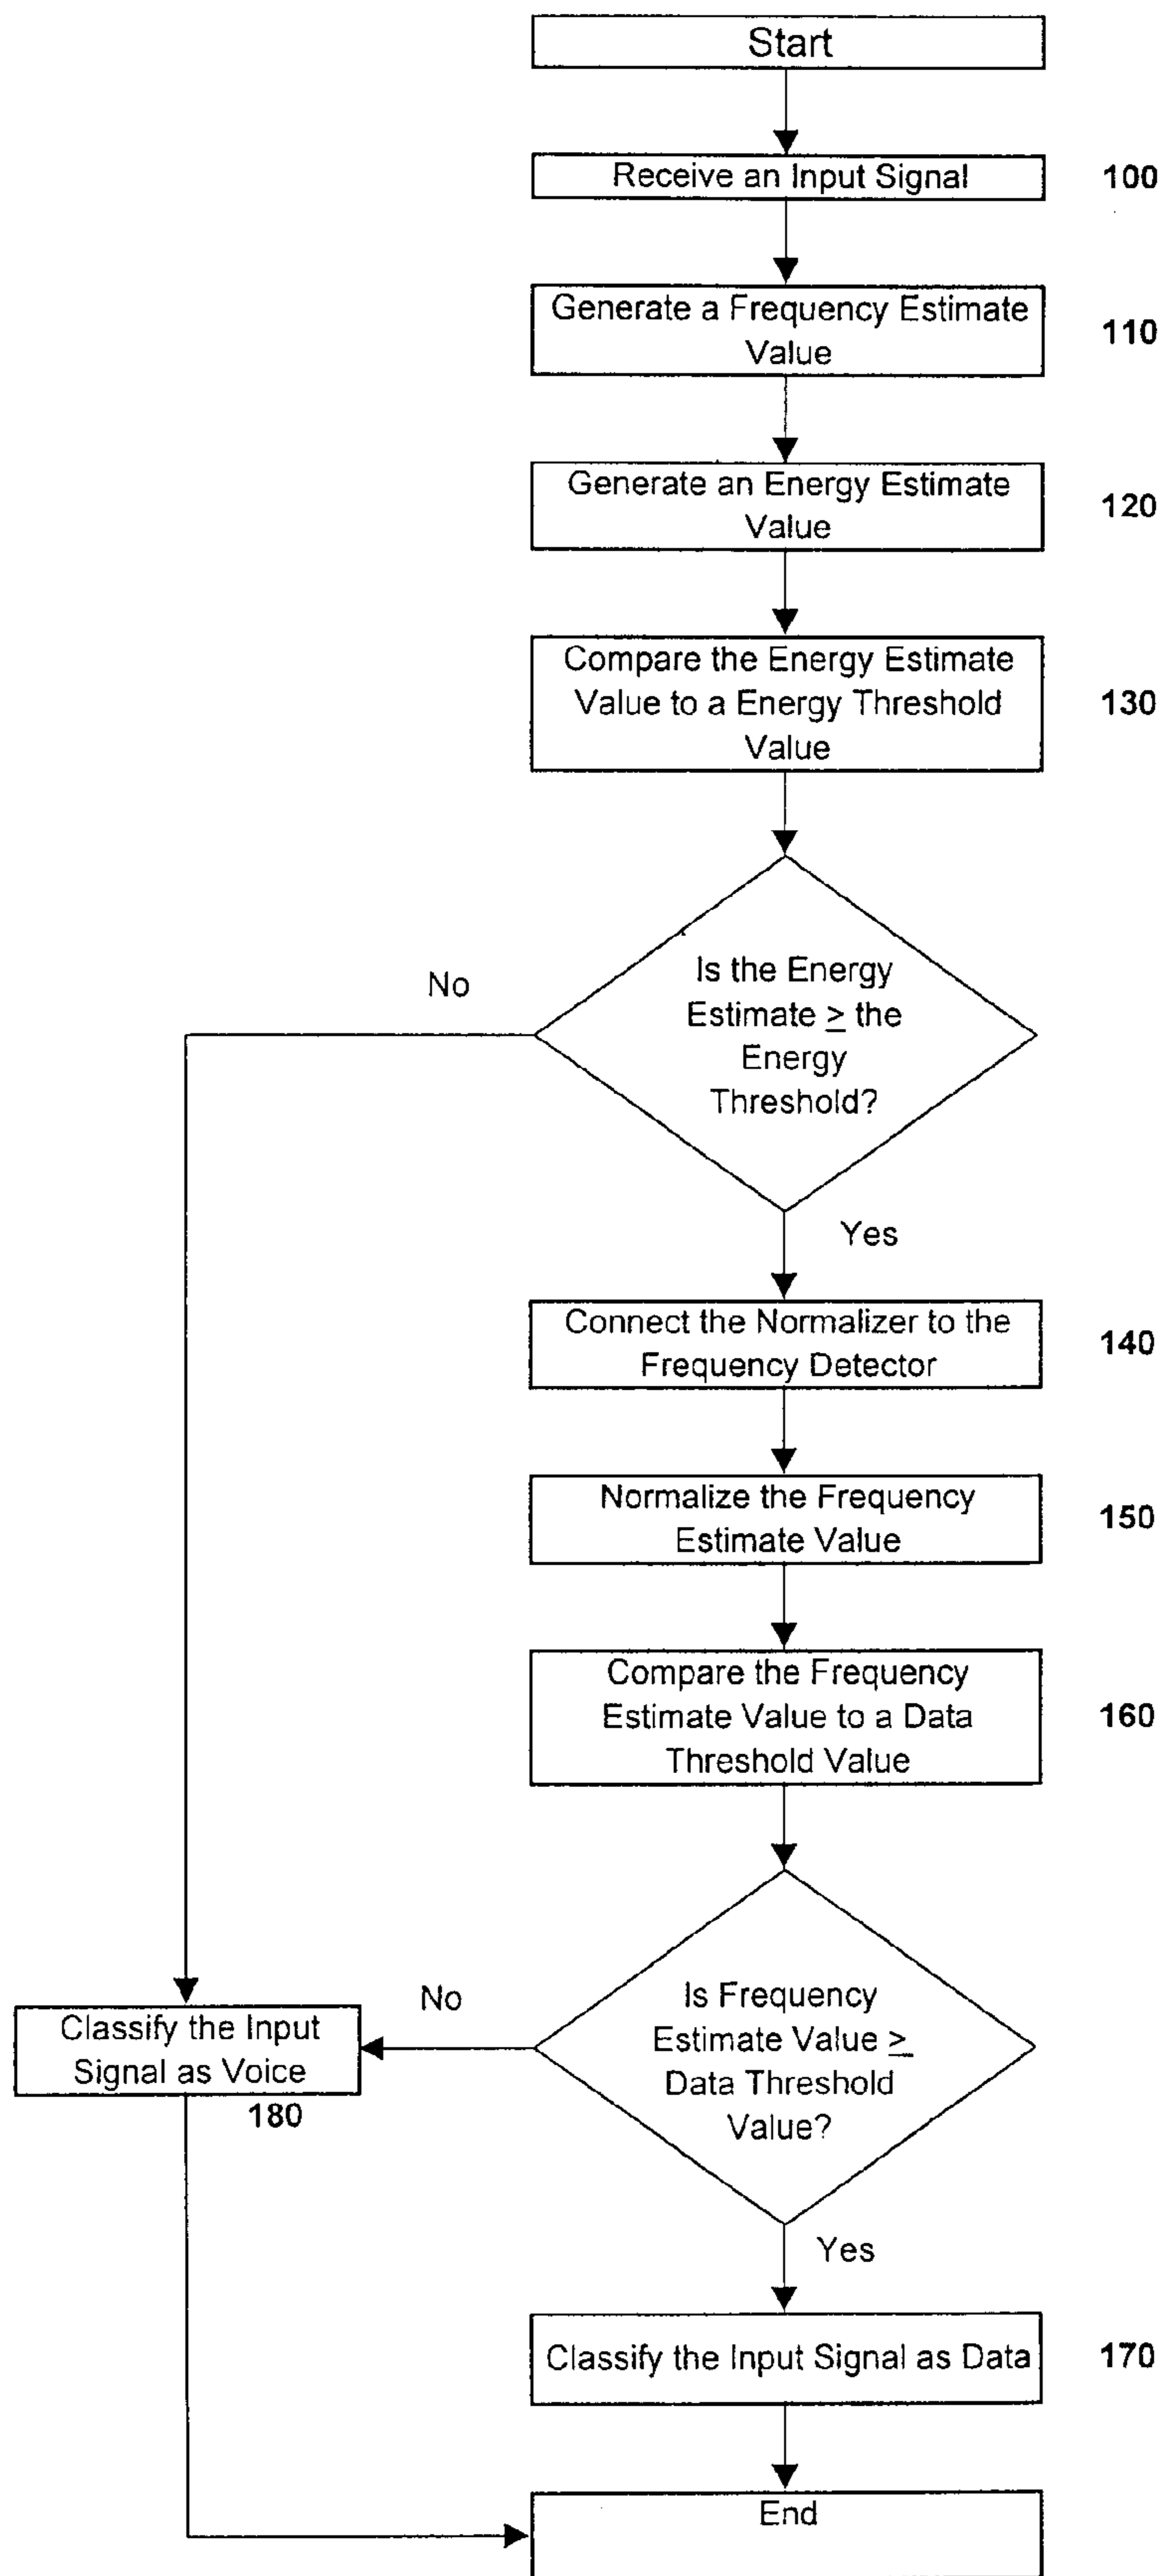 Start
Receive an Input Signal
100
Generate a Frequency Estimate
Value
110
Generate an Energy Estimate
Value
120
Compare the Energy Estimate
Value to a Energy Threshold
Value
130
No
Is the Energy
Estimate ≥ the
Energy
Threshold?
Yes
Connect the Normalizer to the
Frequency Detector
140
Normalize the Frequency
Estimate Value
150
Compare the Frequency
Estimate Value to a Data
Threshold Value
160
No
Is Frequency
Estimate Value ≥
Data Threshold
Value?
Classify the Input
Signal as Voice
180
Yes
Classify the Input Signal as Data
170
End